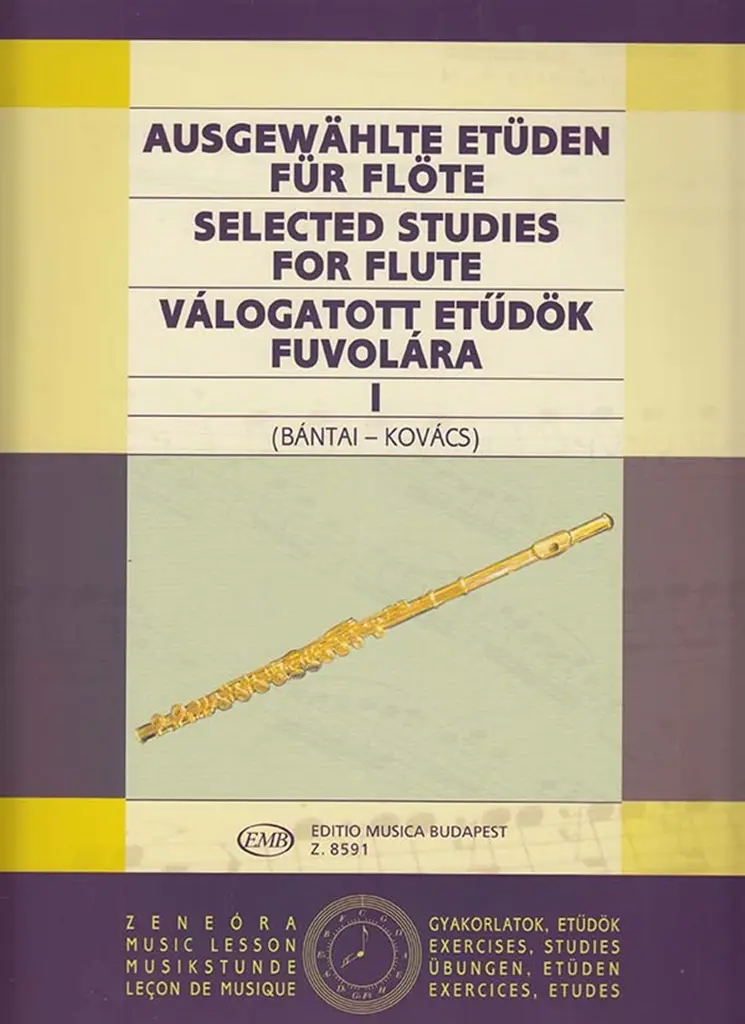 AUSGEWÄHLTE ETÜDEN
FÜR FLÖTE
SELECTED STUDIES
FOR FLUTE
VÁLOGATOTT ETŰDÖK
FUVOLÁRA
I
(BÁNTAI – KOVÁCS)
EMB
EDITIO MUSICA BUDAPEST
Z. 8591
ZENEÓRA
MUSIC LESSON
MUSIKSTUNDE
LEÇON DE MUSIQUE
GYAKORLATOK, ETŰDÖK
EXERCISES, STUDIES
ÜBUNGEN, ETÜDEN
EXERCICES, ETUDES